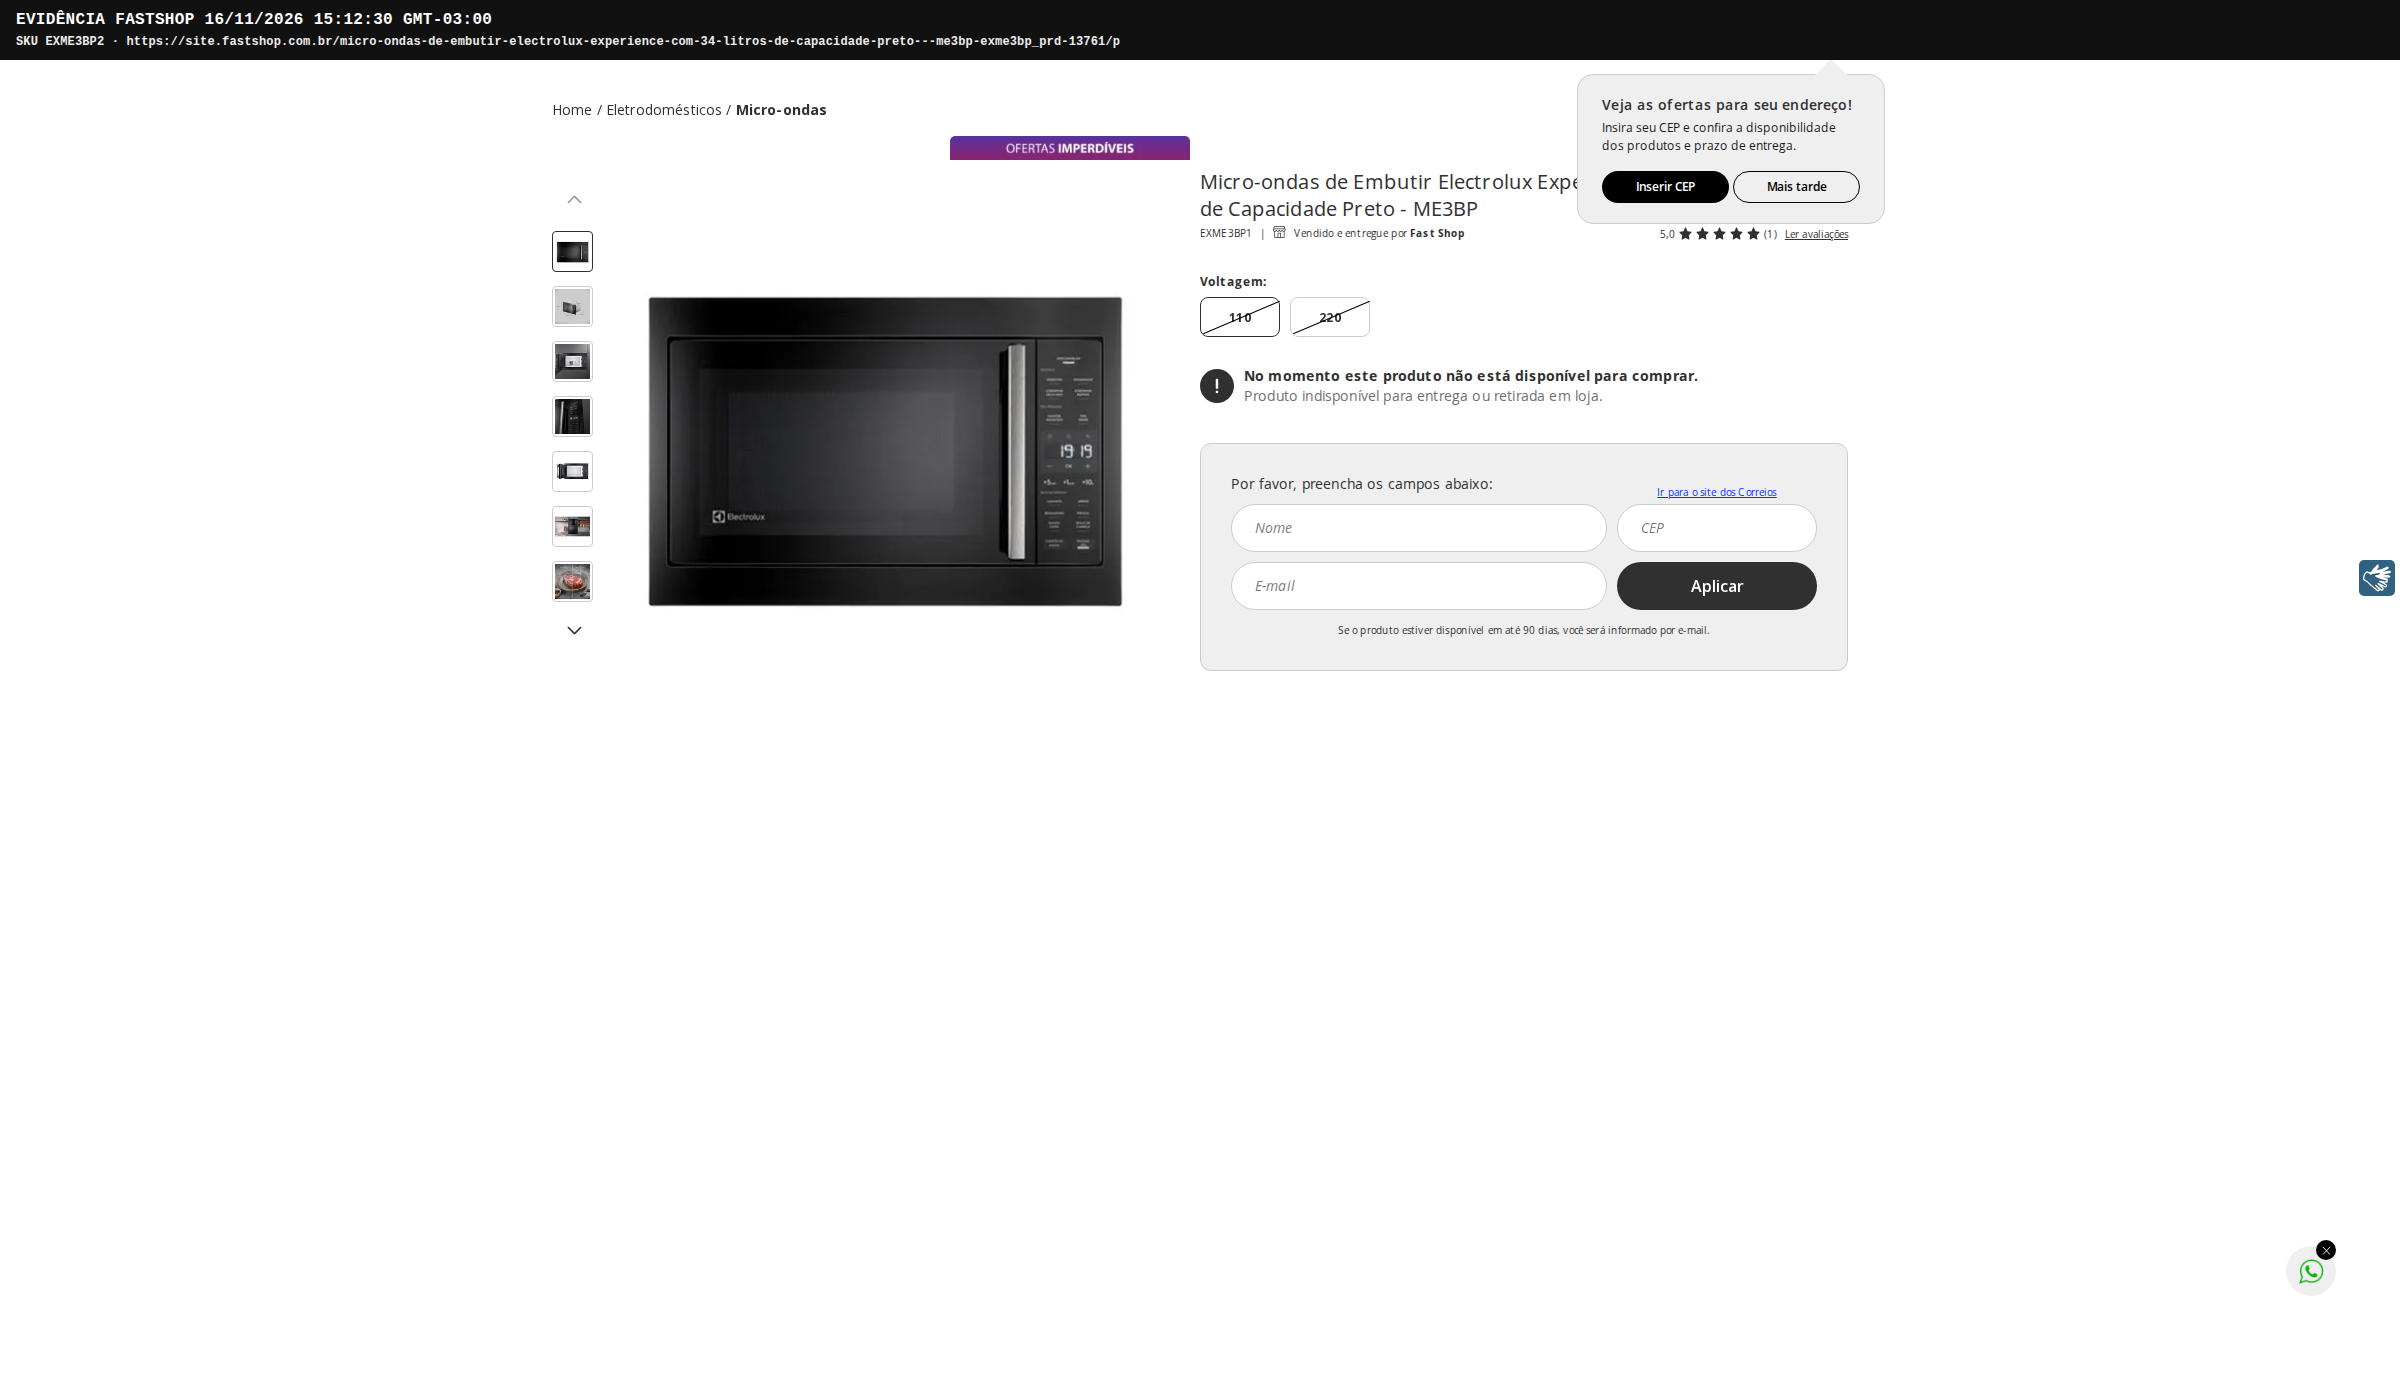 EVIDÊNCIA FASTSHOP 16/11/2026 15:12:30 GMT-03:00
SKU EXME3BP2 · https://site.fastshop.com.br/micro-ondas-de-embutir-electrolux-experience-com-34-litros-de-capacidade-preto---me3bp-exme3bp_prd-13761/p
Home / Eletrodomésticos / Micro-ondas
Veja as ofertas para seu endereço!
Insira seu CEP e confira a disponibilidade
dos produtos e prazo de entrega.
Inserir CEP
Mais tarde
OFERTAS IMPERDÍVEIS
Micro-ondas de Embutir Electrolux Expe
de Capacidade Preto - ME3BP
EXME3BP1 | Vendido e entregue por Fast Shop
5,0 (1) Ler avaliações
Voltagem:
110
220
No momento este produto não está disponível para comprar.
Produto indisponível para entrega ou retirada em loja.
Por favor, preencha os campos abaixo:
Ir para o site dos Correios
Nome
CEP
E-mail
Aplicar
Se o produto estiver disponível em até 90 dias, você será informado por e-mail.
19:19
Electrolux